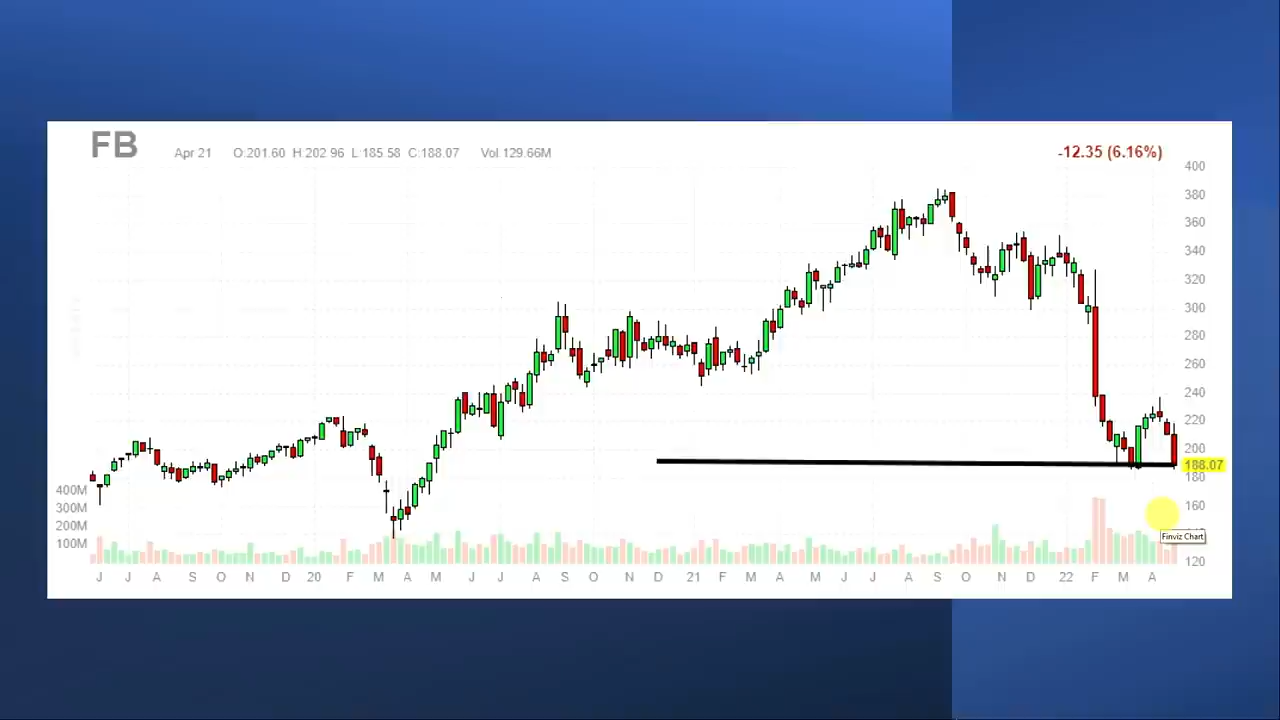 FB Apr 21 O:201.60 H:202.96 L:185.58 C:188.07 Vol:129.66M -12.35 (6.16%)
400
380
360
340
320
300
280
260
240
220
200
188.07
180
400M
160
300M
200M
Finviz Chart
100M
120
J J A S O N D 20 F M A M J J A S O N D 21 F M A M J J A S O N D 22 F M A